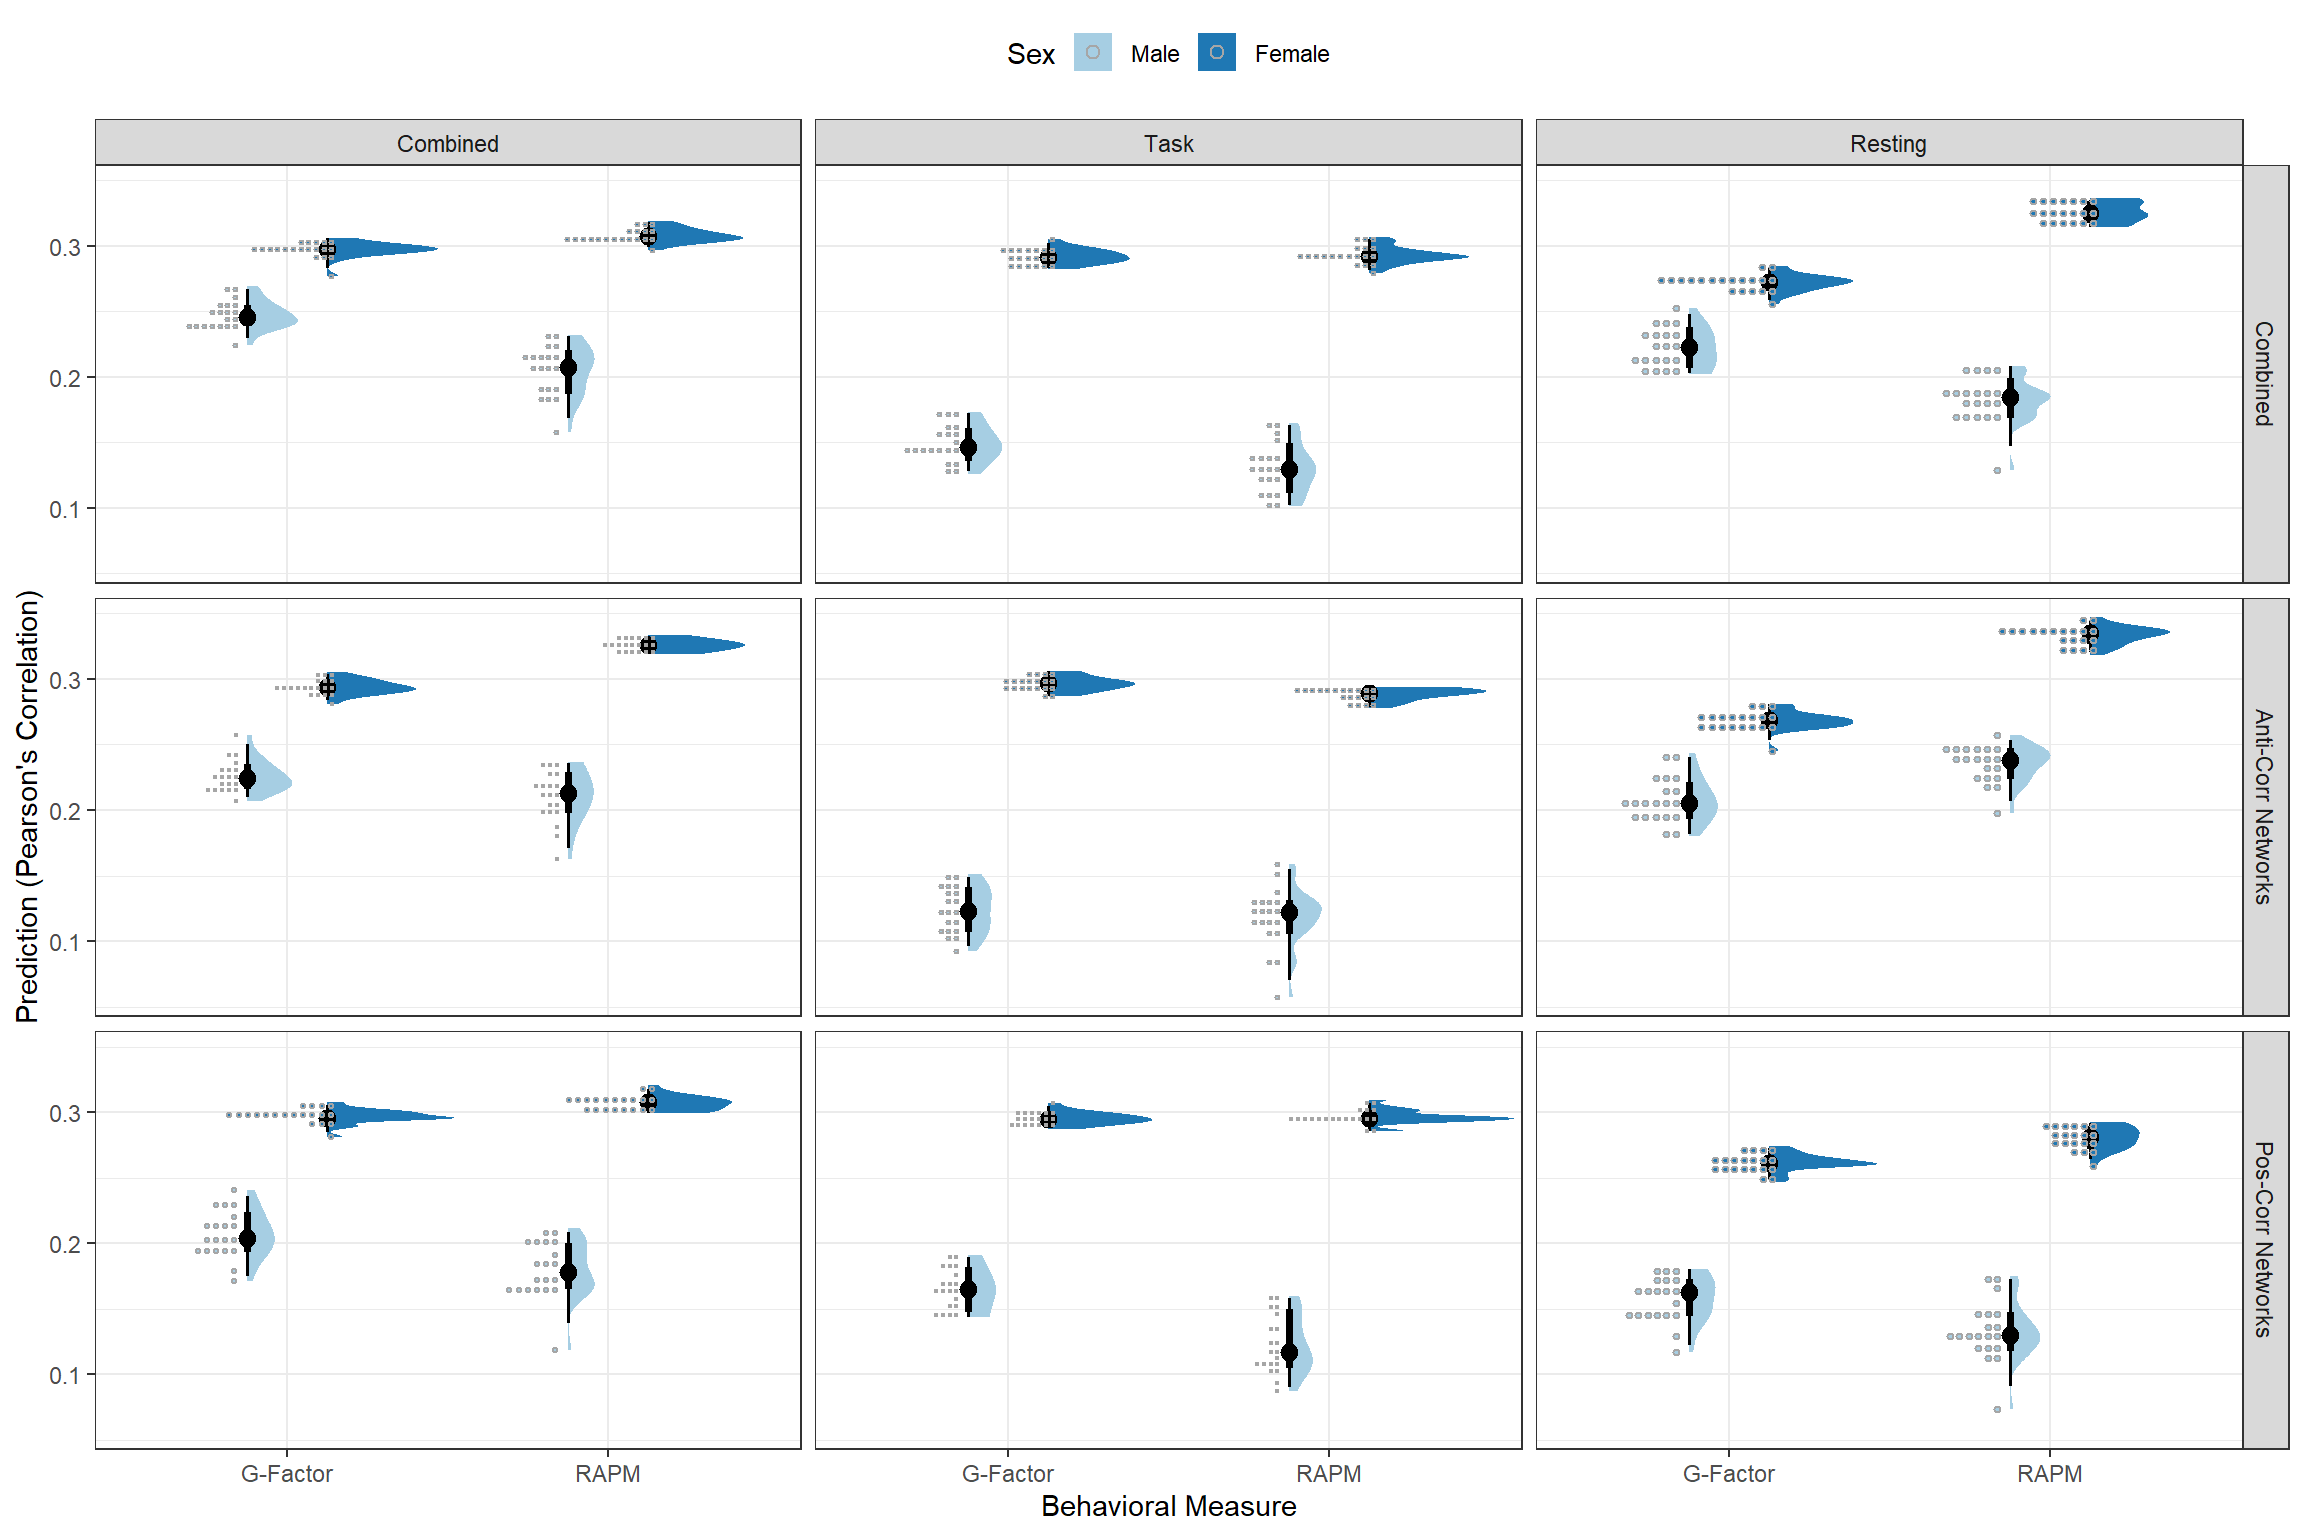 Sex Male Female
Combined Task Resting
0.3
0.2
0.1
Combined
0.3
0.2
0.1
Anti-Corr Networks
0.3
0.2
0.1
Pos-Corr Networks
Prediction (Pearson's Correlation)
G-Factor RAPM G-Factor RAPM G-Factor RAPM
Behavioral Measure